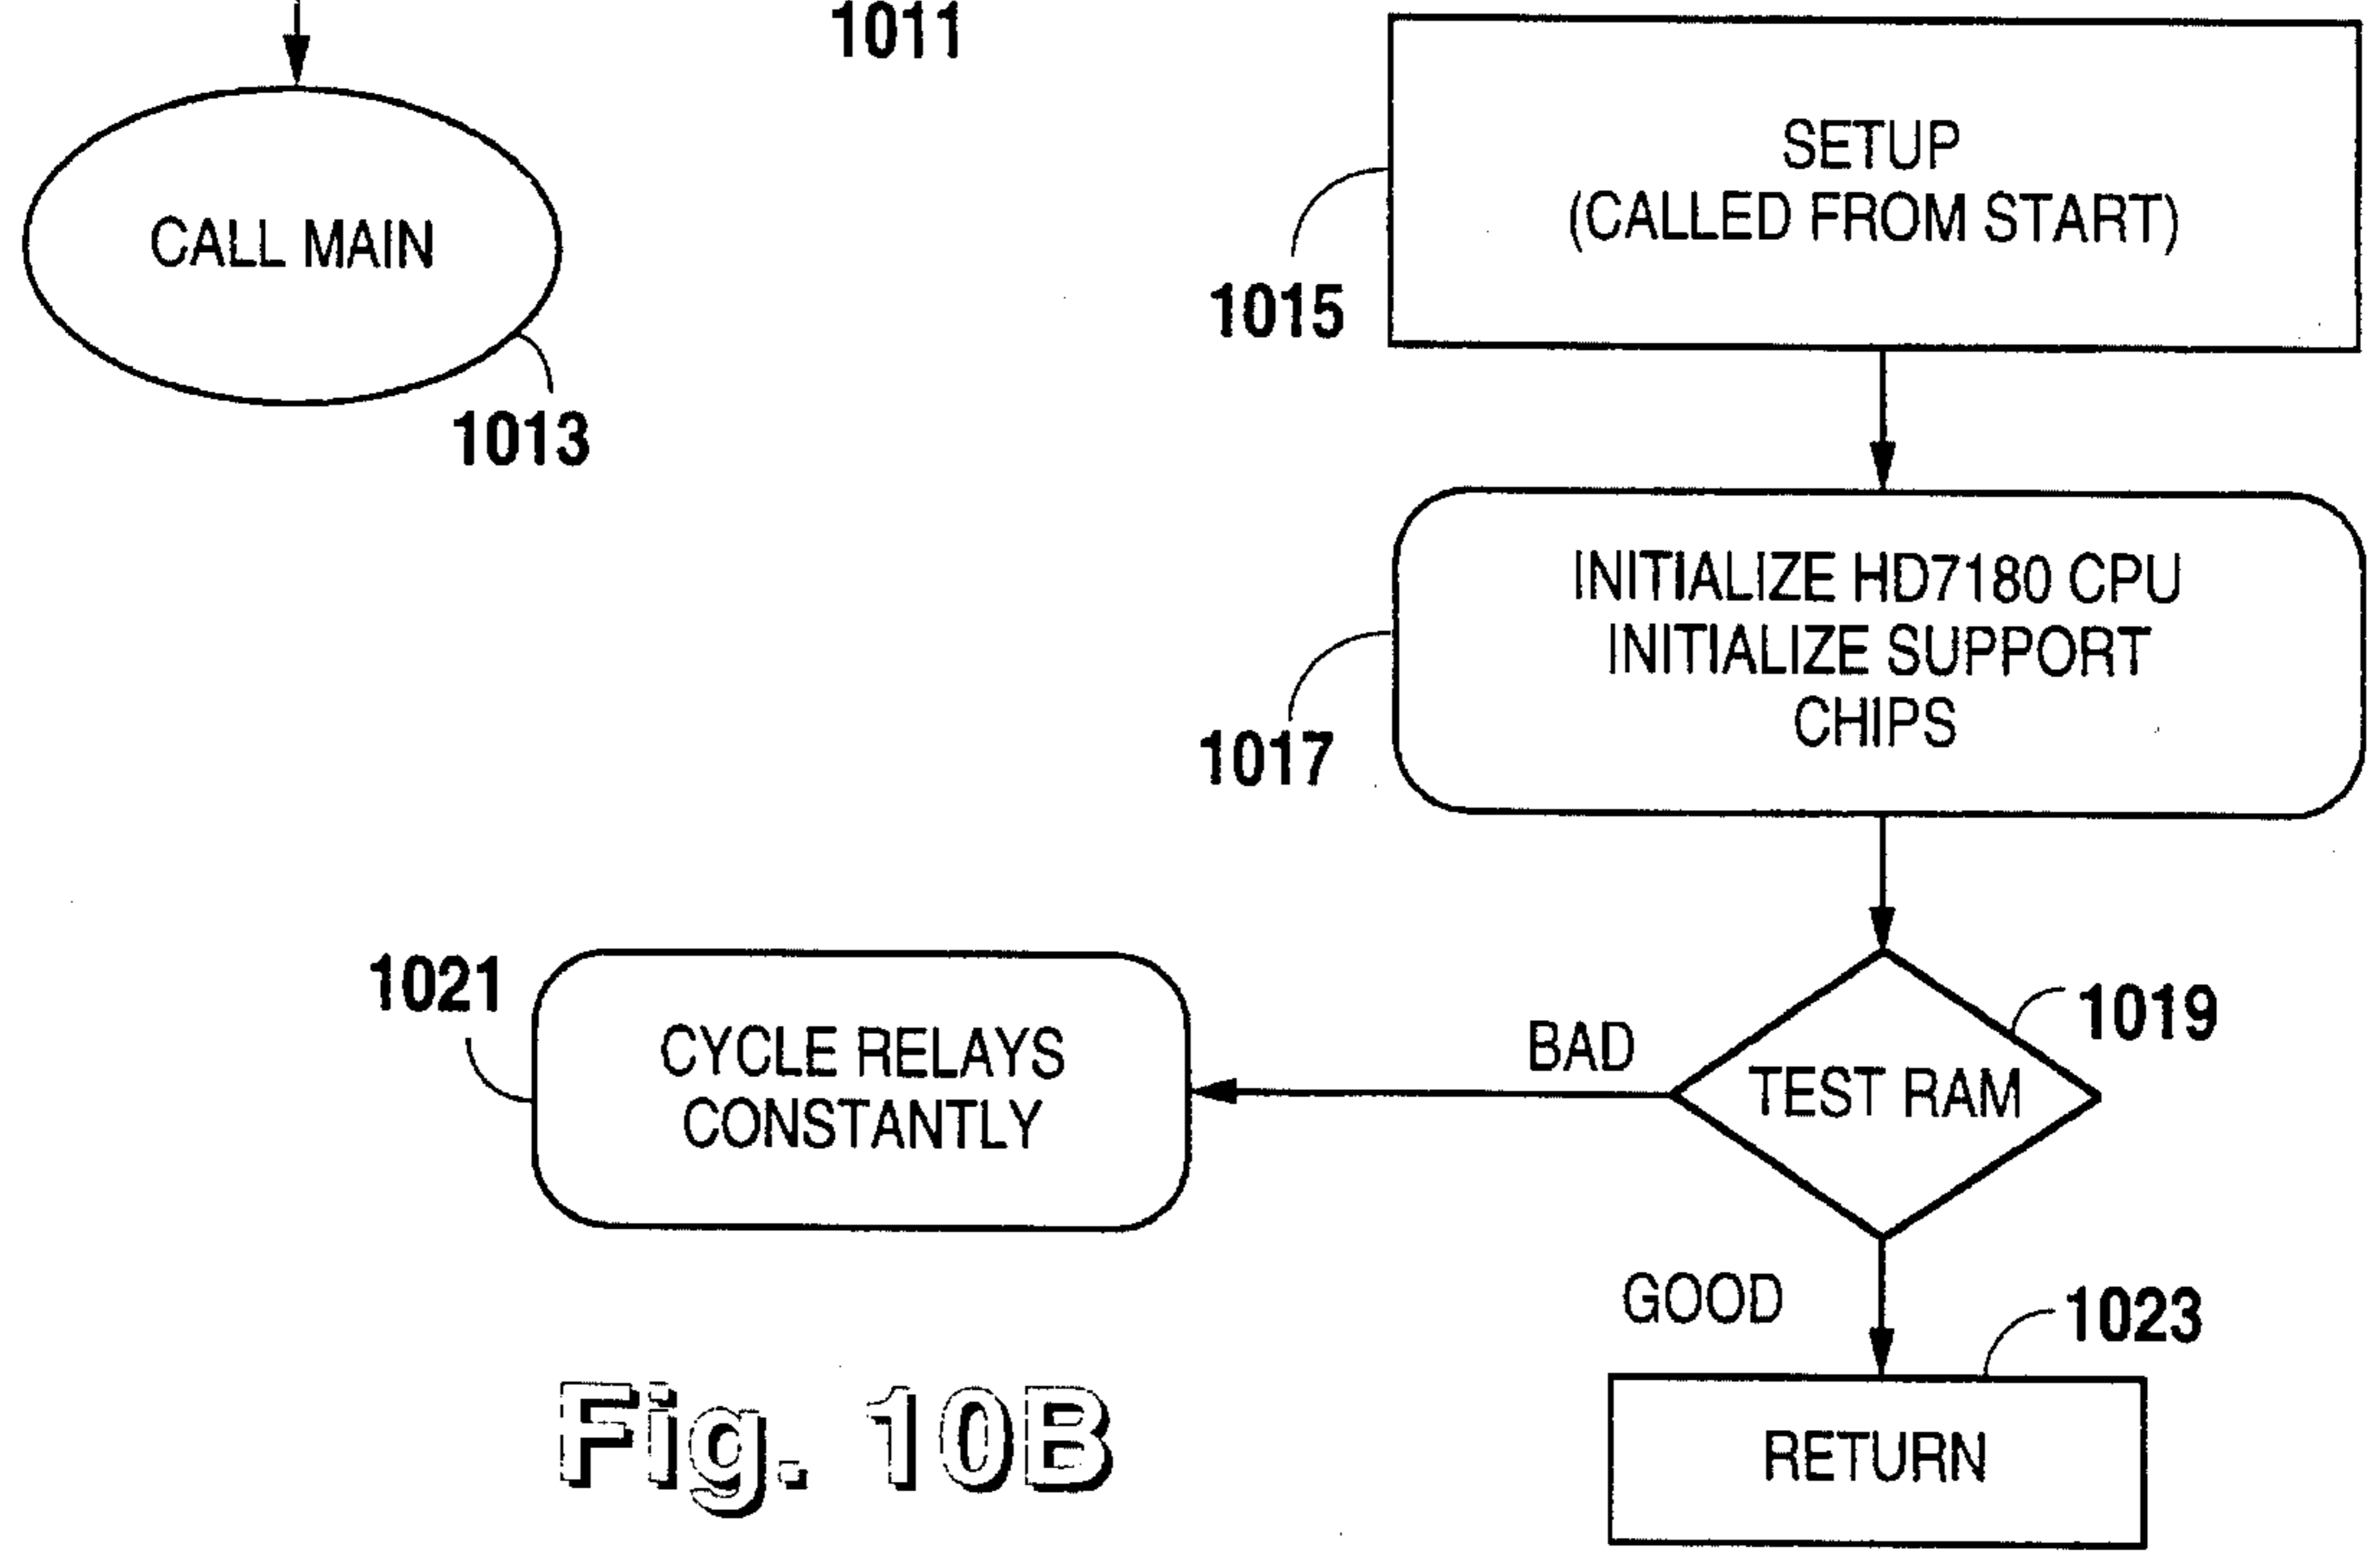 1011
CALL MAIN
1013
SETUP
(CALLED FROM START)
1015
INITIALIZE HD7180 CPU
INITIALIZE SUPPORT
CHIPS
1017
TEST RAM
1019
BAD
CYCLE RELAYS
CONSTANTLY
1021
GOOD
RETURN
1023
Fig. 10B